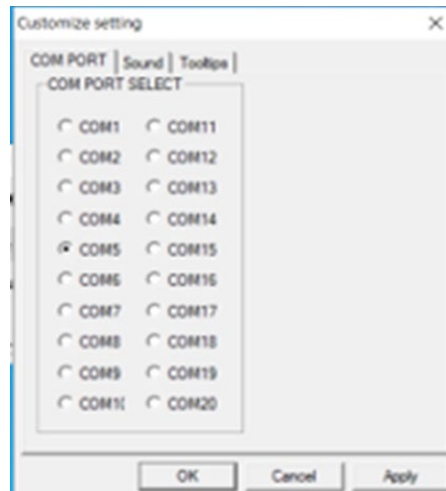 Customize setting
COM PORT Sound Tooltips
COM PORT SELECT
COM1 COM11
COM2 COM12
COM3 COM13
COM4 COM14
COM5 COM15
COM6 COM16
COM7 COM17
COM8 COM18
COM9 COM19
COM1( COM20
OK Cancel Apply